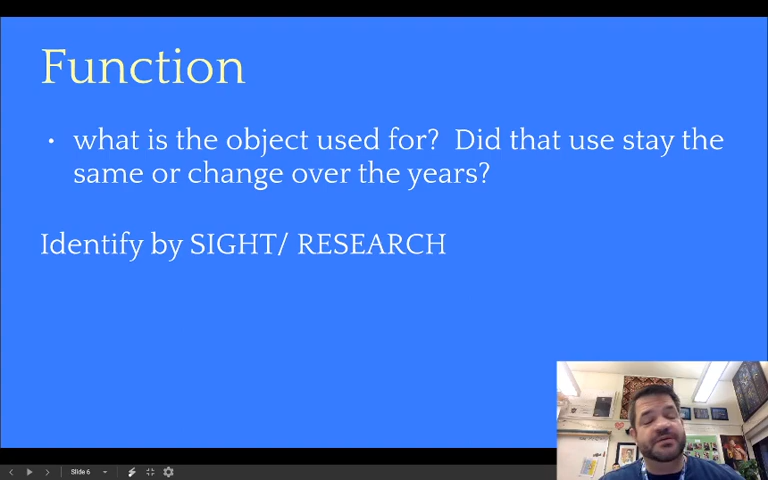 Function
• what is the object used for?  Did that use stay the
same or change over the years?
Identify by SIGHT/ RESEARCH
Slide 6